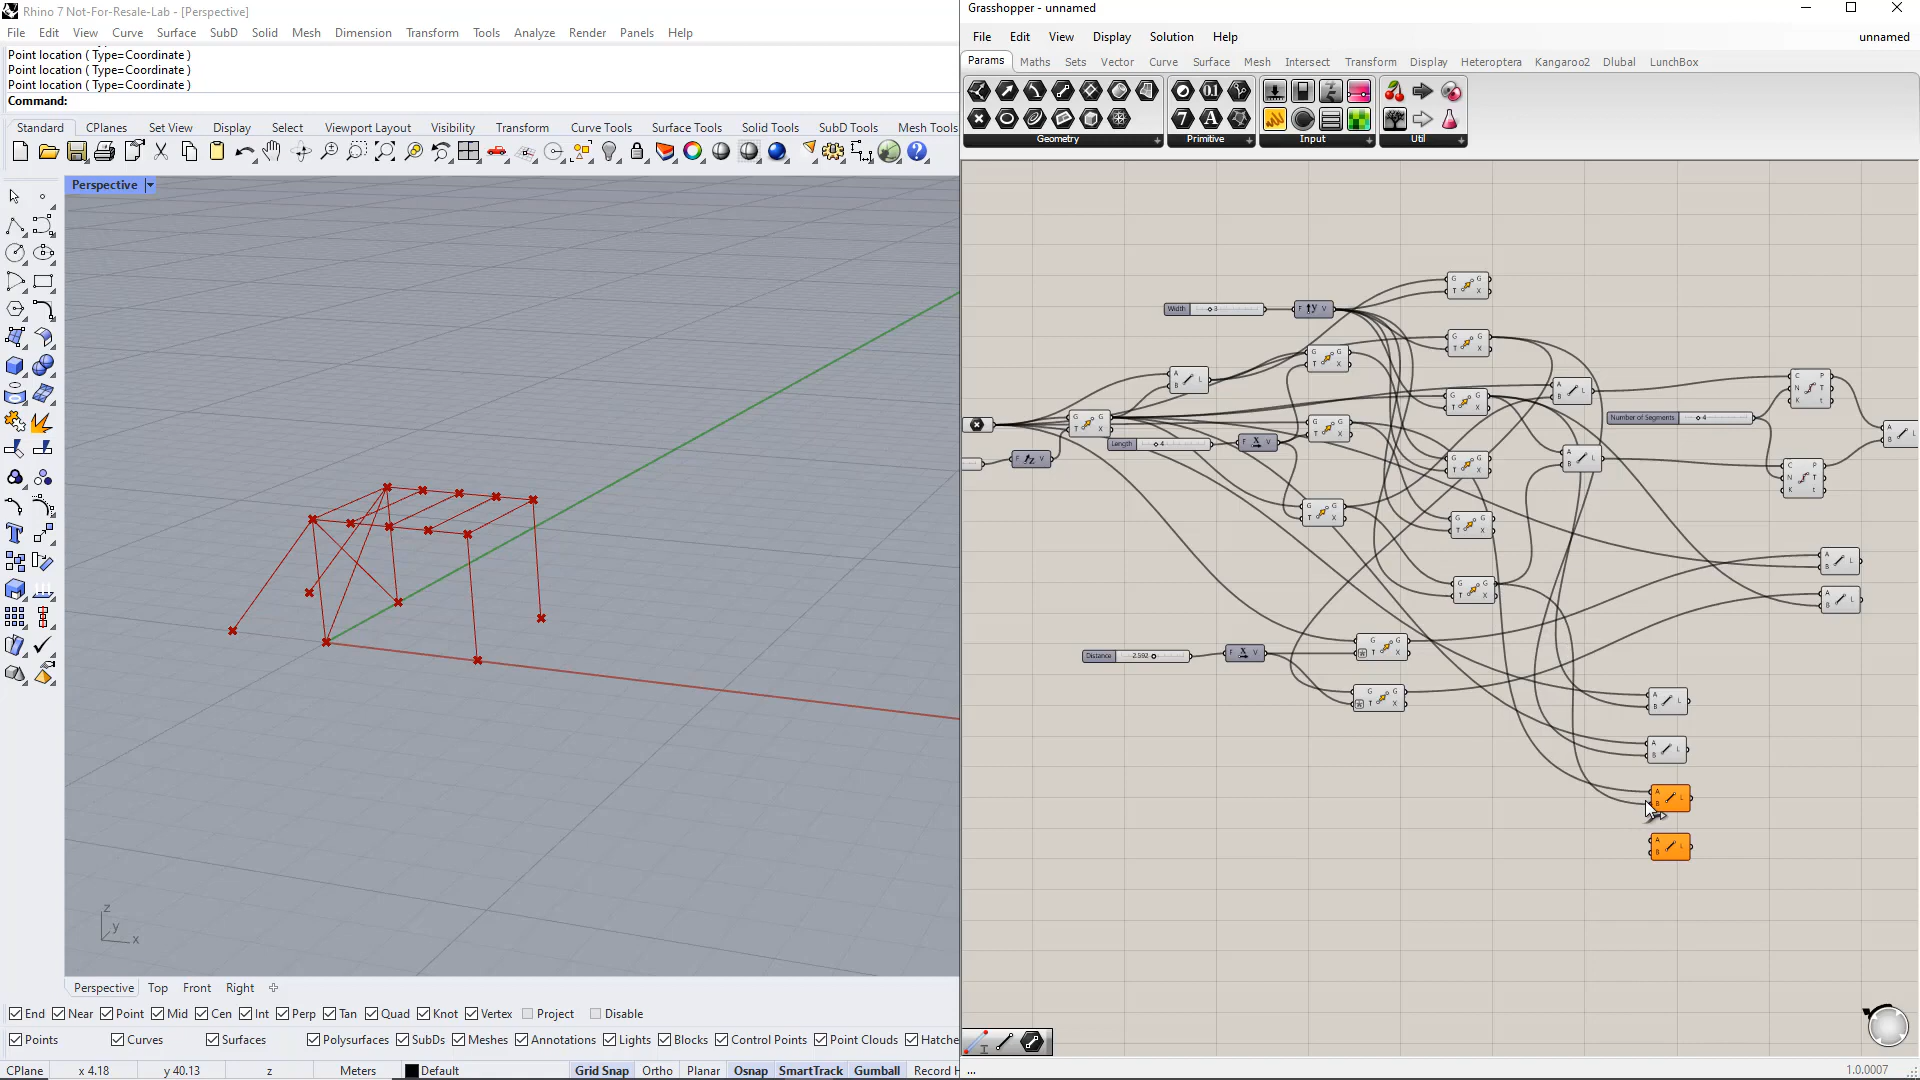 Rhino 7 Not-For-Resale-Lab - [Perspective]
File Edit View Curve Surface SubD Solid Mesh Dimension Transform Tools Analyze Render Panels Help
Point location ( Type=Coordinate )
Point location ( Type=Coordinate )
Point location ( Type=Coordinate )
Command:
Standard CPlanes Set View Display Select Viewport Layout Visibility Transform Curve Tools Surface Tools Solid Tools SubD Tools Mesh Tools
Perspective
z
y
x
Perspective Top Front Right
End Near Point Mid Cen Int Perp Tan Quad Knot Vertex Project Disable
Points Curves Surfaces Polysurfaces SubDs Meshes Annotations Lights Blocks Control Points Point Clouds Hatche
CPlane x 4.18 y 40.13 z Meters Default Grid Snap Ortho Planar Osnap SmartTrack Gumball Record H
Grasshopper - unnamed
File Edit View Display Solution Help unnamed
Params Maths Sets Vector Curve Surface Mesh Intersect Transform Display Heteroptera Kangaroo2 Dlubal LunchBox
Geometry Primitive Input Util
Width 3
F Y V
Length 4
F X V
F Z V
Number of Segments 4
Distance 2.592
F X V
... 1.0.0007